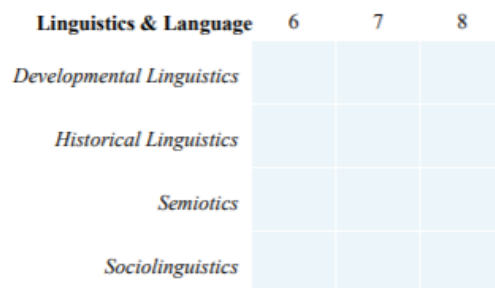 Linguistics & Language 6 7 8
Developmental Linguistics
Historical Linguistics
Semiotics
Sociolinguistics